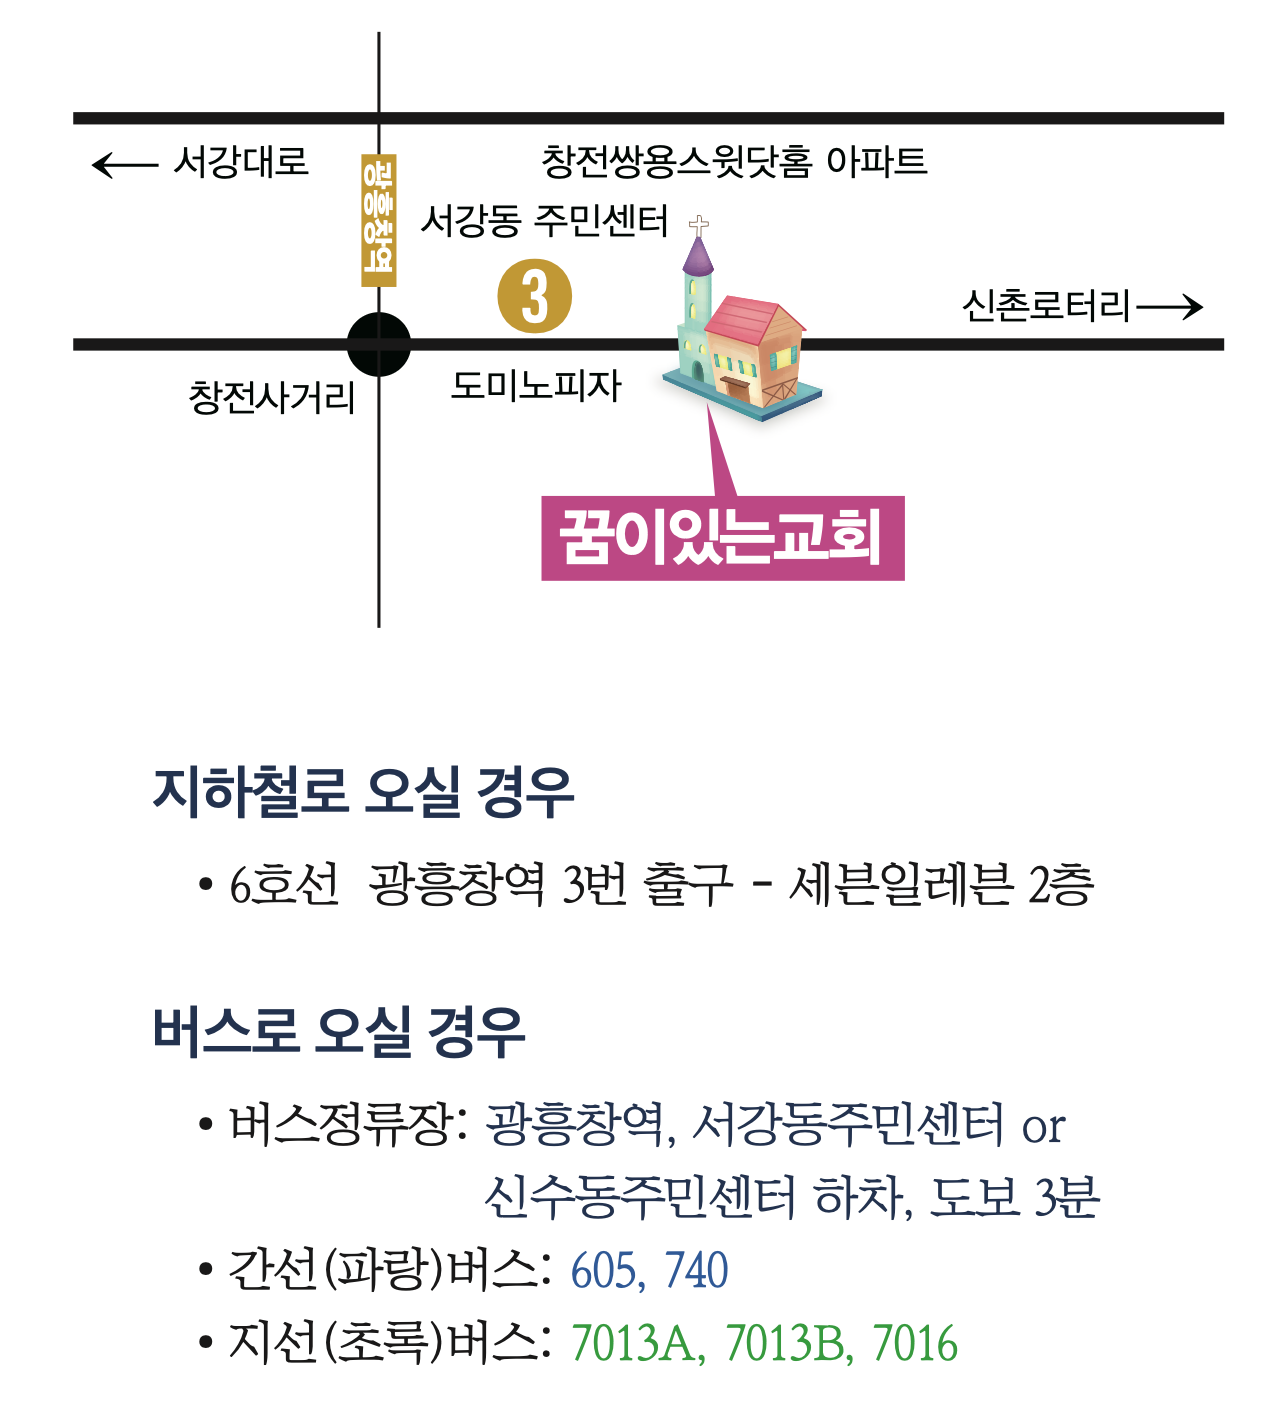 서강대로
광흥창역
창전쌍용스윗닷홈 아파트
서강동 주민센터
3
신촌로터리
창전사거리
도미노피자
꿈이있는교회
지하철로 오실 경우
• 6호선 광흥창역 3번 출구 - 세븐일레븐 2층
버스로 오실 경우
• 버스정류장: 광흥창역, 서강동주민센터 or
신수동주민센터 하차, 도보 3분
• 간선(파랑)버스: 605, 740
• 지선(초록)버스: 7013A, 7013B, 7016